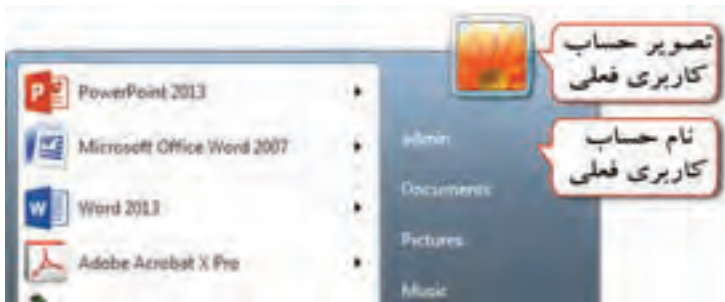 تصویر حساب
کاربری فعلی
PowerPoint 2013
Microsoft Office Word 2007
Word 2013
Adobe Acrobat X Pro
admin
Documents
Pictures
Music
نام حساب
کاربری فعلی